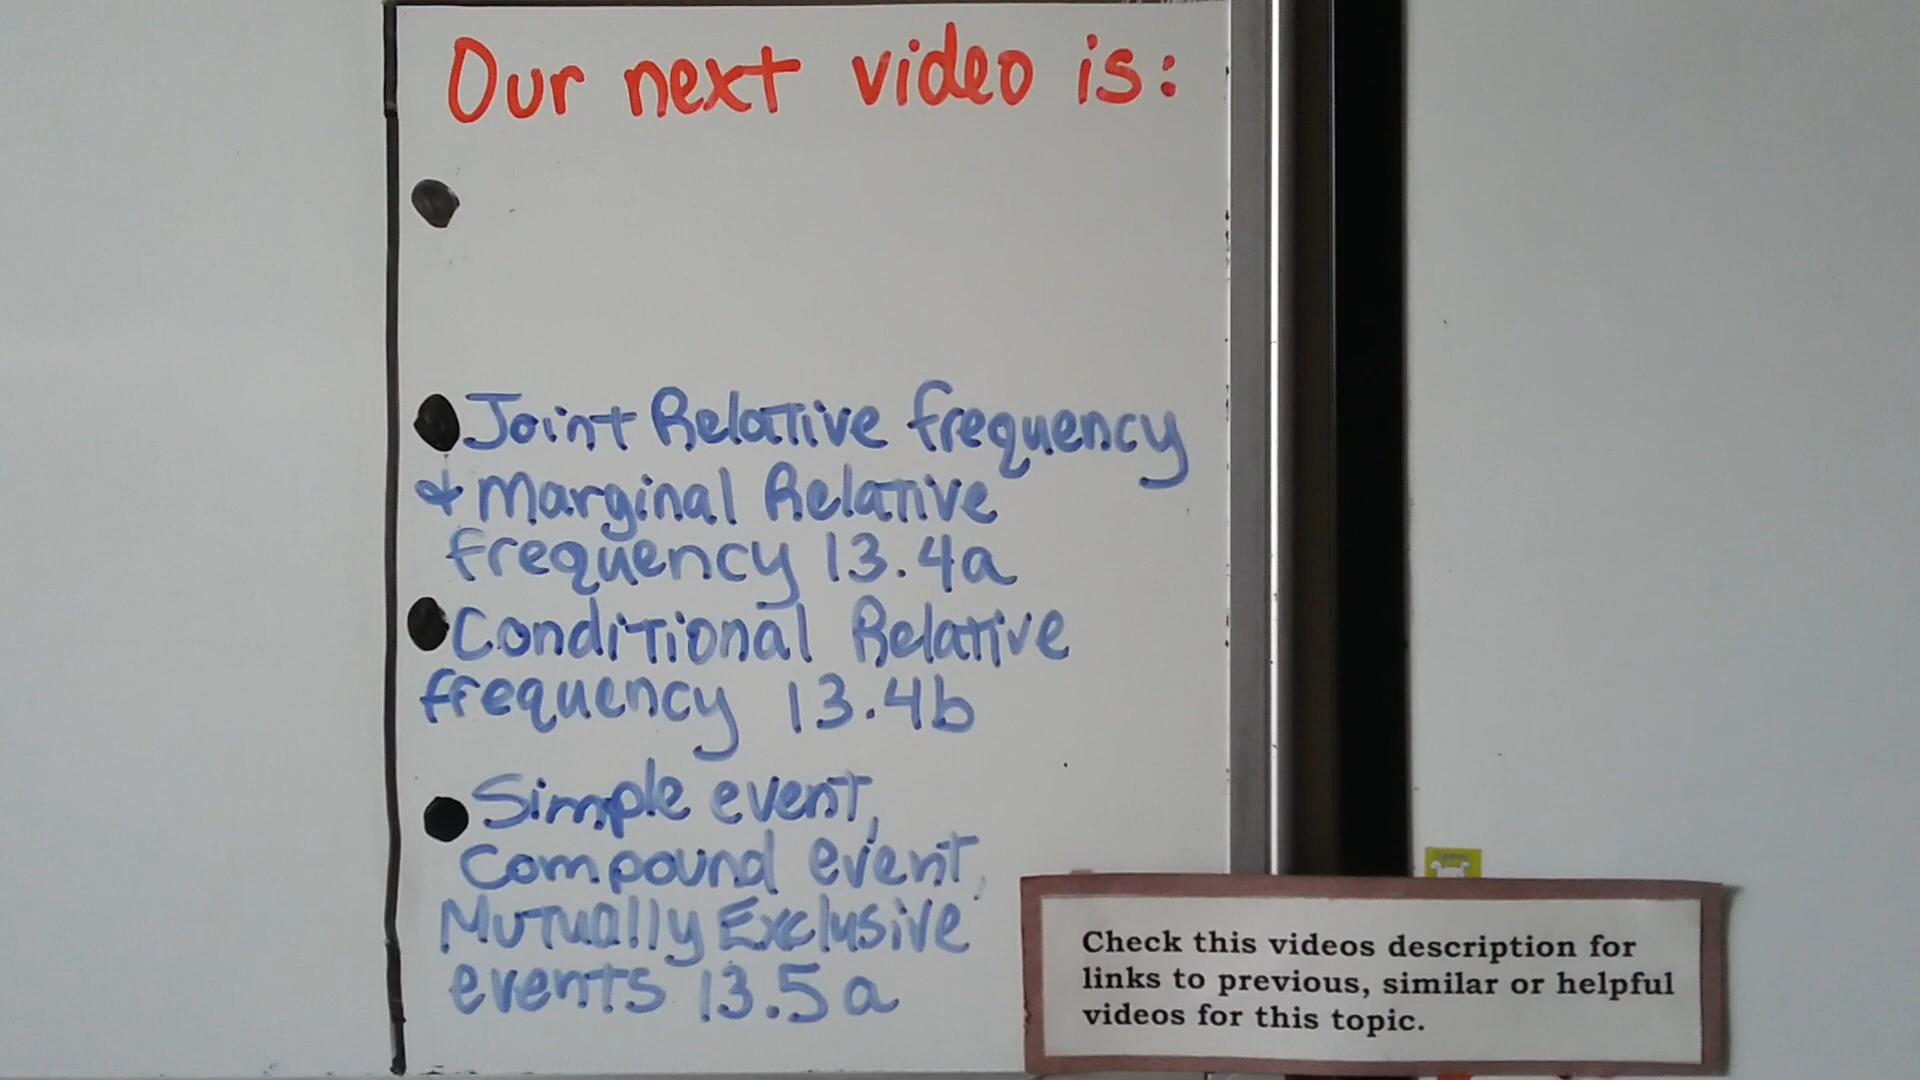 Our next video is:
Joint Relative frequency
& Marginal Relative
frequency 13.4a
Conditional Relative
frequency 13.4b
Simple event,
Compound event,
Mutually Exclusive
events 13.5a
Check this videos description for
links to previous, similar or helpful
videos for this topic.